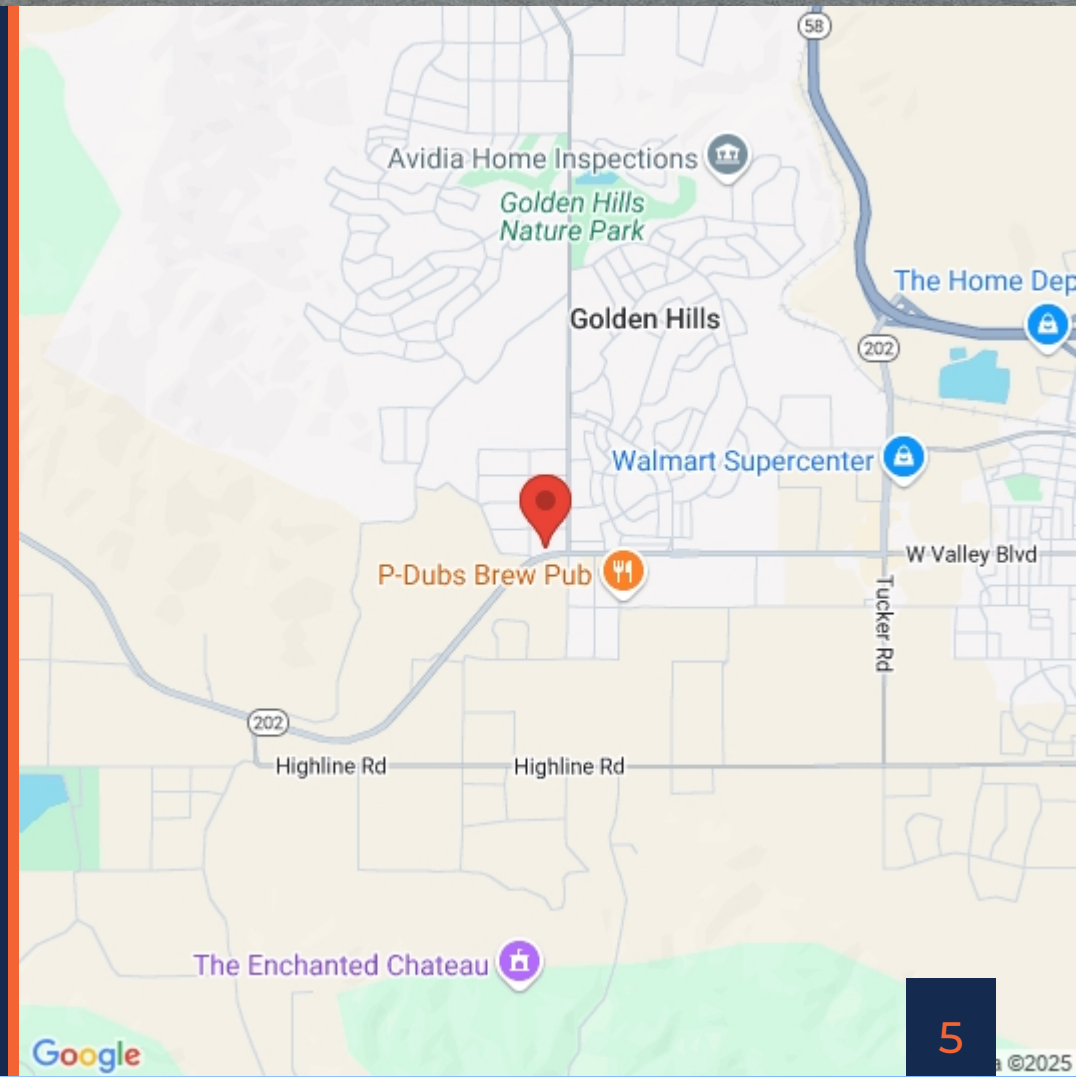 58
Avidia Home Inspections
Golden Hills
Nature Park
The Home Dep
Golden Hills
202
Walmart Supercenter
W Valley Blvd
P-Dubs Brew Pub
Tucker Rd
202
Highline Rd
Highline Rd
The Enchanted Chateau
5
Google
a ©2025